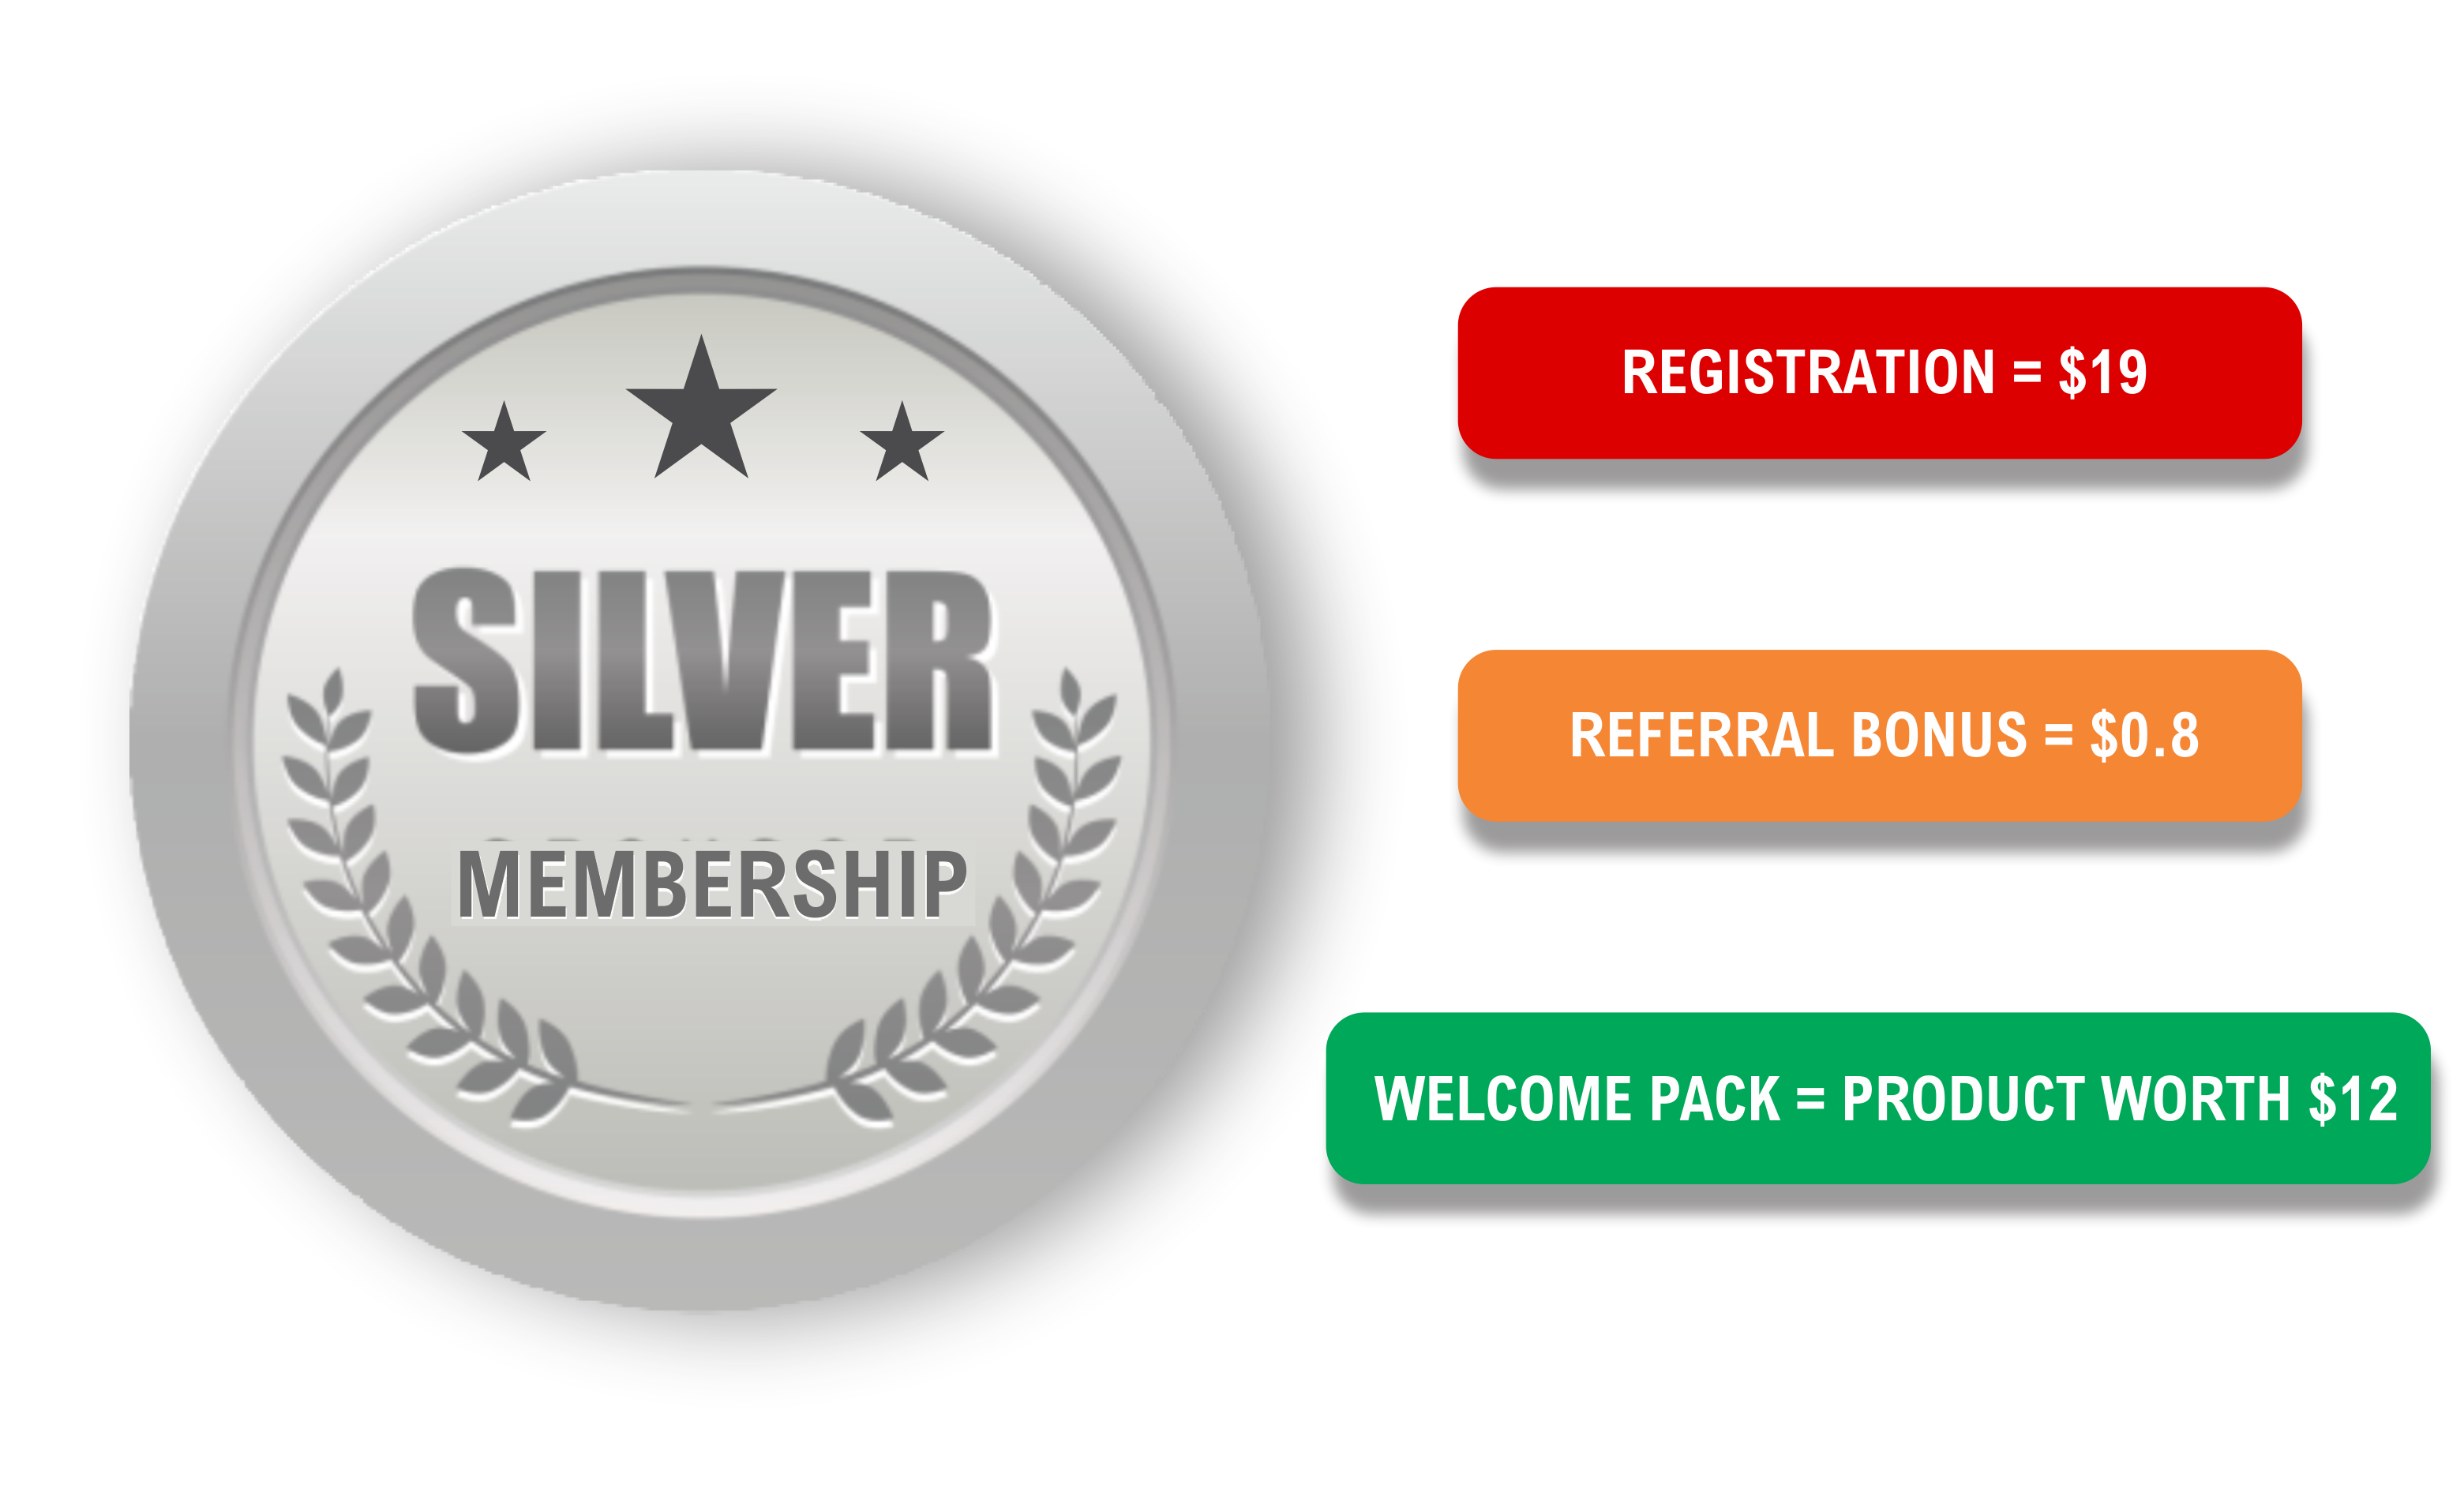 SILVER
MEMBERSHIP
REGISTRATION = $19
REFERRAL BONUS = $0.8
WELCOME PACK = PRODUCT WORTH $12